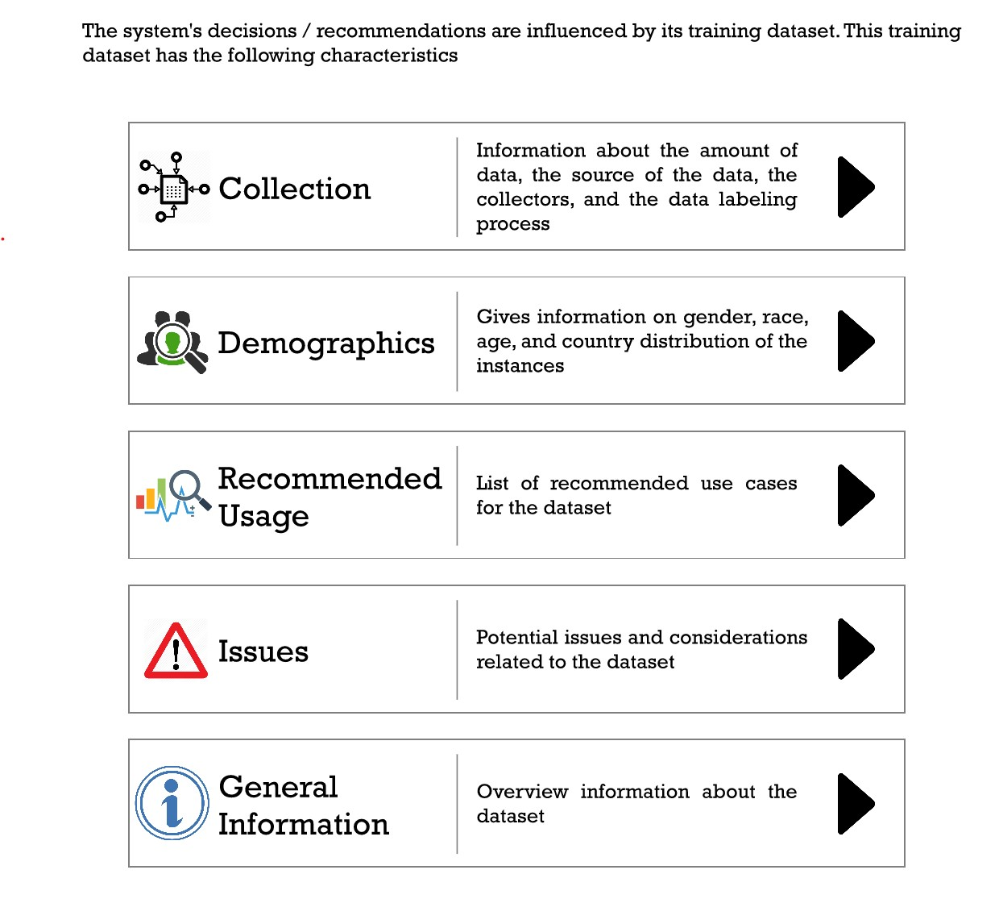 The system's decisions / recommendations are influenced by its training dataset. This training
dataset has the following characteristics
Collection
Information about the amount of
data, the source of the data, the
collectors, and the data labeling
process
Demographics
Gives information on gender, race,
age, and country distribution of the
instances
Recommended
Usage
List of recommended use cases
for the dataset
Issues
Potential issues and considerations
related to the dataset
General
Information
Overview information about the
dataset